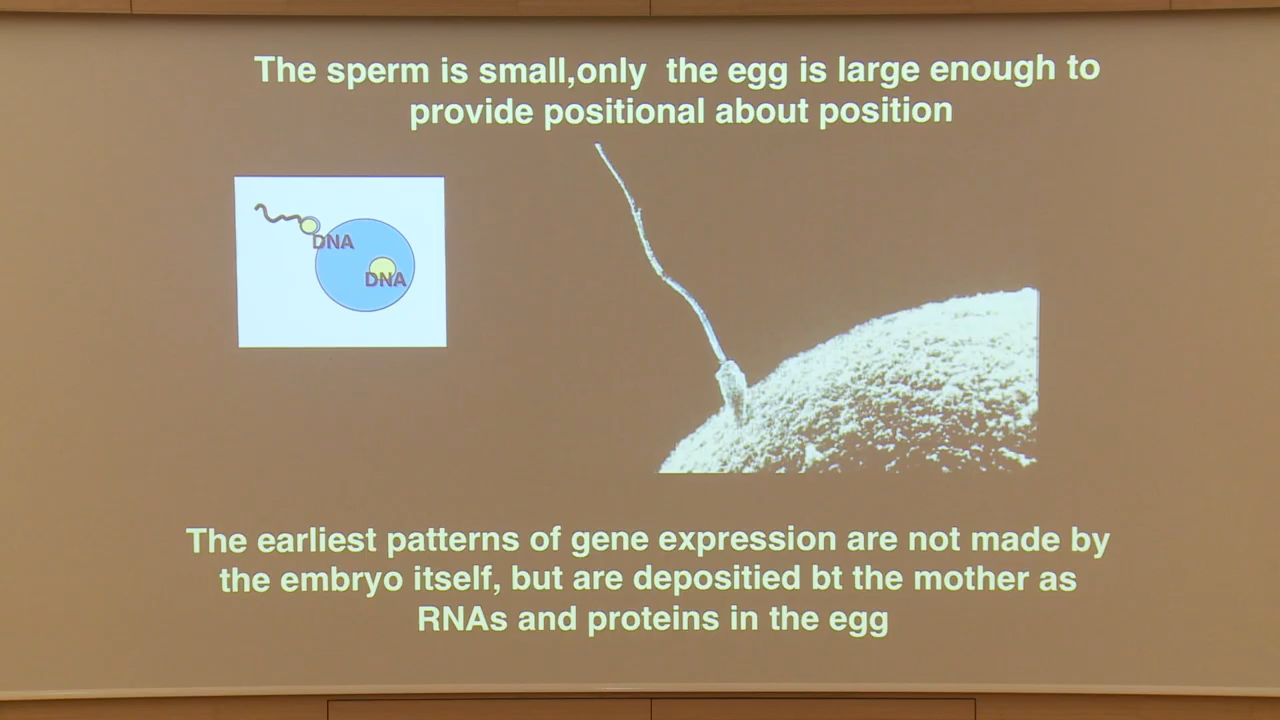 The sperm is small,only the egg is large enough to
provide positional about position
DNA
DNA
The earliest patterns of gene expression are not made by
the embryo itself, but are depositied bt the mother as
RNAs and proteins in the egg